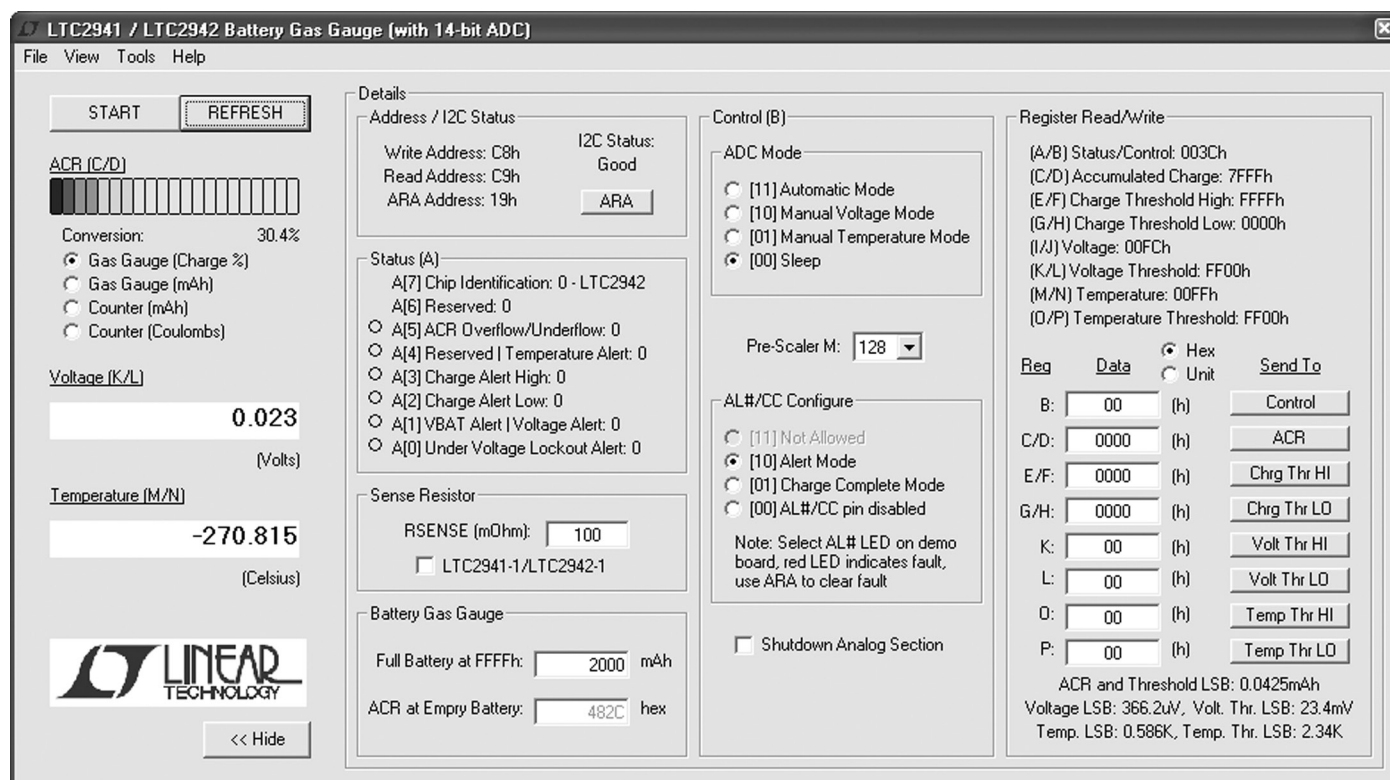 LTC2941 / LTC2942 Battery Gas Gauge (with 14-bit ADC)
File View Tools Help
START REFRESH
ACR (C/D)
Conversion: 30.4%
Gas Gauge (Charge %)
Gas Gauge (mAh)
Counter (mAh)
Counter (Coulombs)
Voltage (K/L)
0.023
(Volts)
Temperature (M/N)
-270.815
(Celsius)
LINEAR
TECHNOLOGY
<< Hide
Details
Address / I2C Status
Write Address: C8h
Read Address: C9h
ARA Address: 19h
I2C Status:
Good
ARA
Status (A)
A[7] Chip Identification: 0 - LTC2942
A[6] Reserved: 0
A[5] ACR Overflow/Underflow: 0
A[4] Reserved | Temperature Alert: 0
A[3] Charge Alert High: 0
A[2] Charge Alert Low: 0
A[1] VBAT Alert | Voltage Alert: 0
A[0] Under Voltage Lockout Alert: 0
Sense Resistor
RSENSE (mOhm): 100
LTC2941-1/LTC2942-1
Battery Gas Gauge
Full Battery at FFFFh: 2000 mAh
ACR at Empry Battery: 482C hex
Control (B)
ADC Mode
[11] Automatic Mode
[10] Manual Voltage Mode
[01] Manual Temperature Mode
[00] Sleep
Pre-Scaler M: 128
AL#/CC Configure
[11] Not Allowed
[10] Alert Mode
[01] Charge Complete Mode
[00] AL#/CC pin disabled
Note: Select AL# LED on demo
board, red LED indicates fault,
use ARA to clear fault
Shutdown Analog Section
Register Read/Write
(A/B) Status/Control: 003Ch
(C/D) Accumulated Charge: 7FFFh
(E/F) Charge Threshold High: FFFFh
(G/H) Charge Threshold Low: 0000h
(I/J) Voltage: 00FCh
(K/L) Voltage Threshold: FF00h
(M/N) Temperature: 00FFh
(O/P) Temperature Threshold: FF00h
Reg Data Hex Unit Send To
B: 00 (h) Control
C/D: 0000 (h) ACR
E/F: 0000 (h) Chrg Thr HI
G/H: 0000 (h) Chrg Thr LO
K: 00 (h) Volt Thr HI
L: 00 (h) Volt Thr LO
O: 00 (h) Temp Thr HI
P: 00 (h) Temp Thr LO
ACR and Threshold LSB: 0.0425mAh
Voltage LSB: 366.2uV, Volt. Thr. LSB: 23.4mV
Temp. LSB: 0.586K, Temp. Thr. LSB: 2.34K